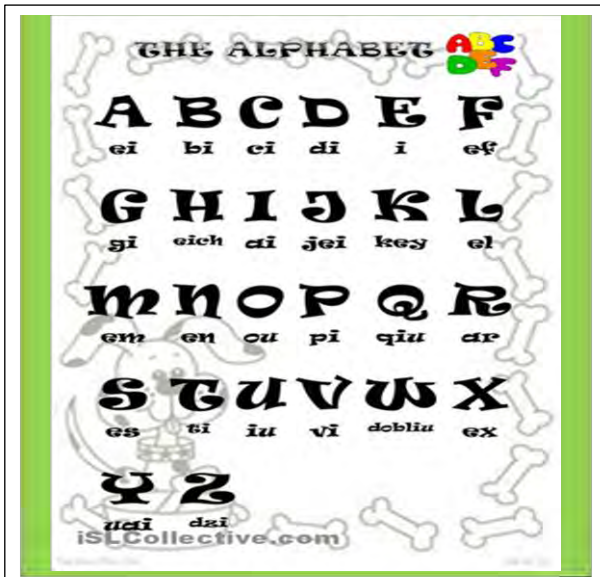 THE ALPHABET ABC
DEF
A B C D E F
ei bi ci di i ef
G H I J K L
gi eich ai jei key el
M N O P Q R
em en ou pi qiu ar
S T U V W X
es ti iu vi dobliu ex
Y Z
uai dzi
iSLCollective.com